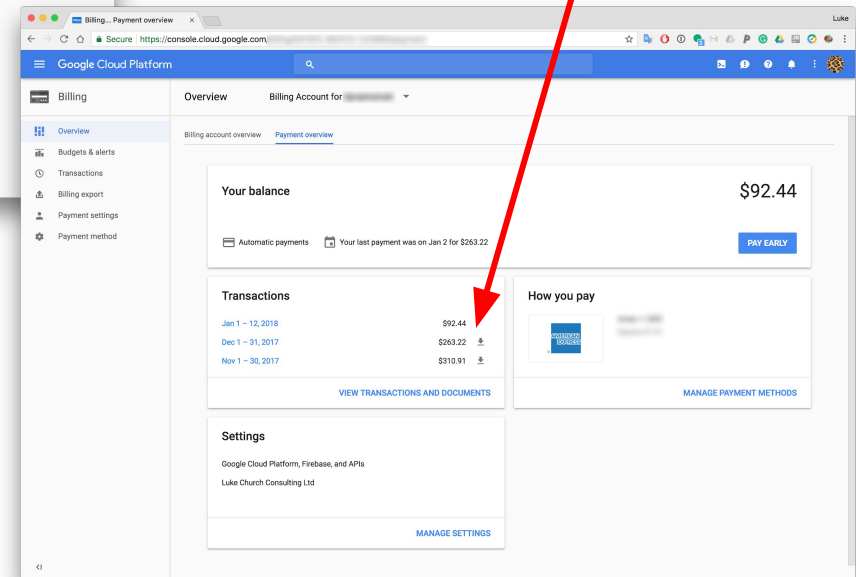 Billing... Payment overview
Luke
Secure https://console.cloud.google.com
Google Cloud Platform
Billing
Overview Billing Account for
Overview
Budgets & alerts
Transactions
Billing export
Payment settings
Payment method
Billing account overview Payment overview
Your balance $92.44
Automatic payments Your last payment was on Jan 2 for $263.22 PAY EARLY
Transactions
Jan 1 – 12, 2018 $92.44
Dec 1 – 31, 2017 $263.22
Nov 1 – 30, 2017 $310.91
VIEW TRANSACTIONS AND DOCUMENTS
How you pay
AMERICAN
EXPRESS
MANAGE PAYMENT METHODS
Settings
Google Cloud Platform, Firebase, and APIs
Luke Church Consulting Ltd
MANAGE SETTINGS